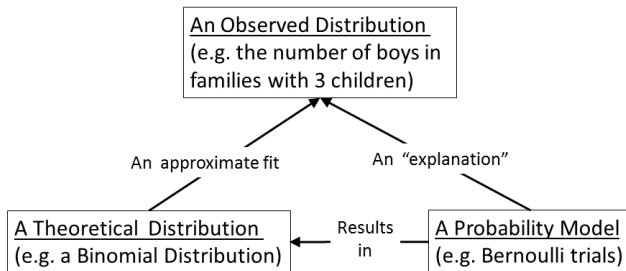 An Observed Distribution
(e.g. the number of boys in
families with 3 children)
An approximate fit
An “explanation”
A Theoretical Distribution
(e.g. a Binomial Distribution)
Results
in
A Probability Model
(e.g. Bernoulli trials)